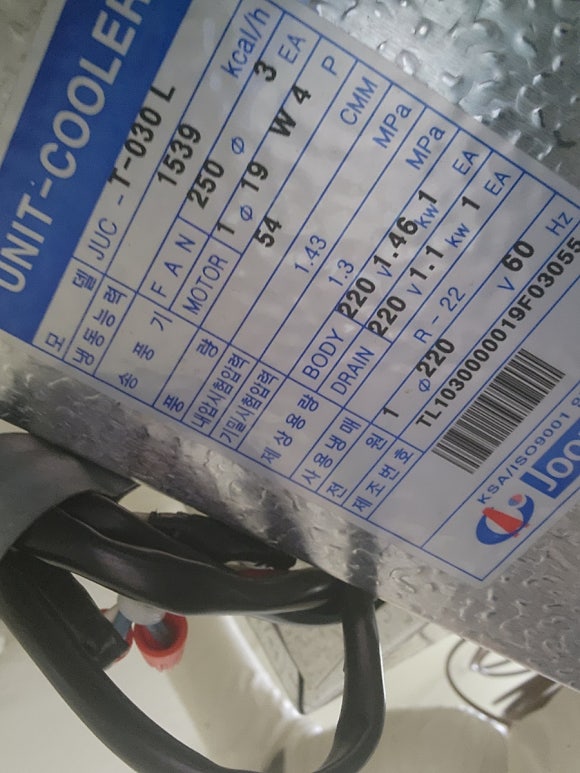 UNIT-COOLER
모 델 JUC - T-030 L
냉동능력 1539 kcal/h
송 풍 기 F A N 250 Φ 3 EA
MOTOR 1 Φ 19 W 4 P
풍 량 54 CMM
내압시험압력 1.43 MPa
기밀시험압력 1.3 MPa
제 상 용 량 BODY 220 V 1.46 kw 1 EA
DRAIN 220 V 1.1 kw 1 EA
사 용 냉 매 R - 22
전 원 1 Φ 220 V 60 Hz
제 조 번 호 TL1030000019F03055
KSA/ISO9001